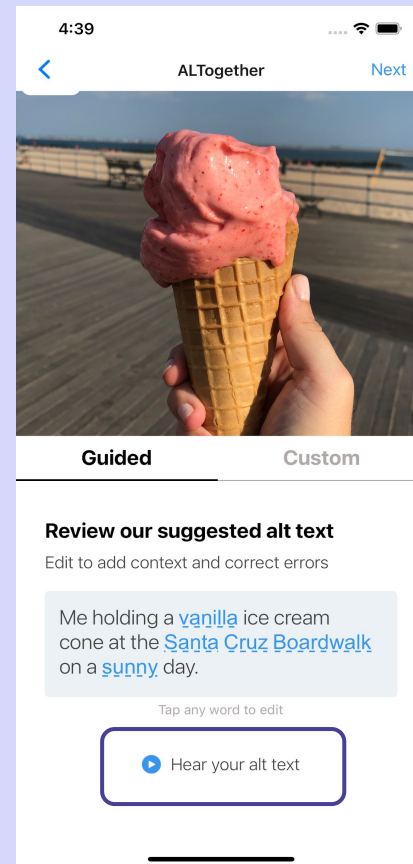 4:39
ALTogether
Next
Guided
Custom
Review our suggested alt text
Edit to add context and correct errors
Me holding a vanilla ice cream
cone at the Santa Cruz Boardwalk
on a sunny day.
Tap any word to edit
Hear your alt text